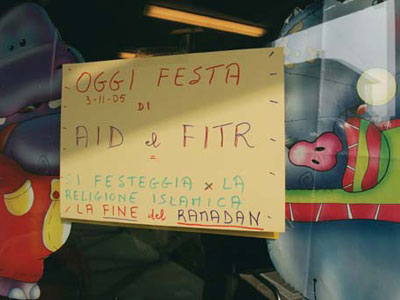 OGGI FESTA
3-11-05 DI
AID el FITR
SI FESTEGGIA x LA
RELIGIONE ISLAMICA
LA FINE del RAMADAN